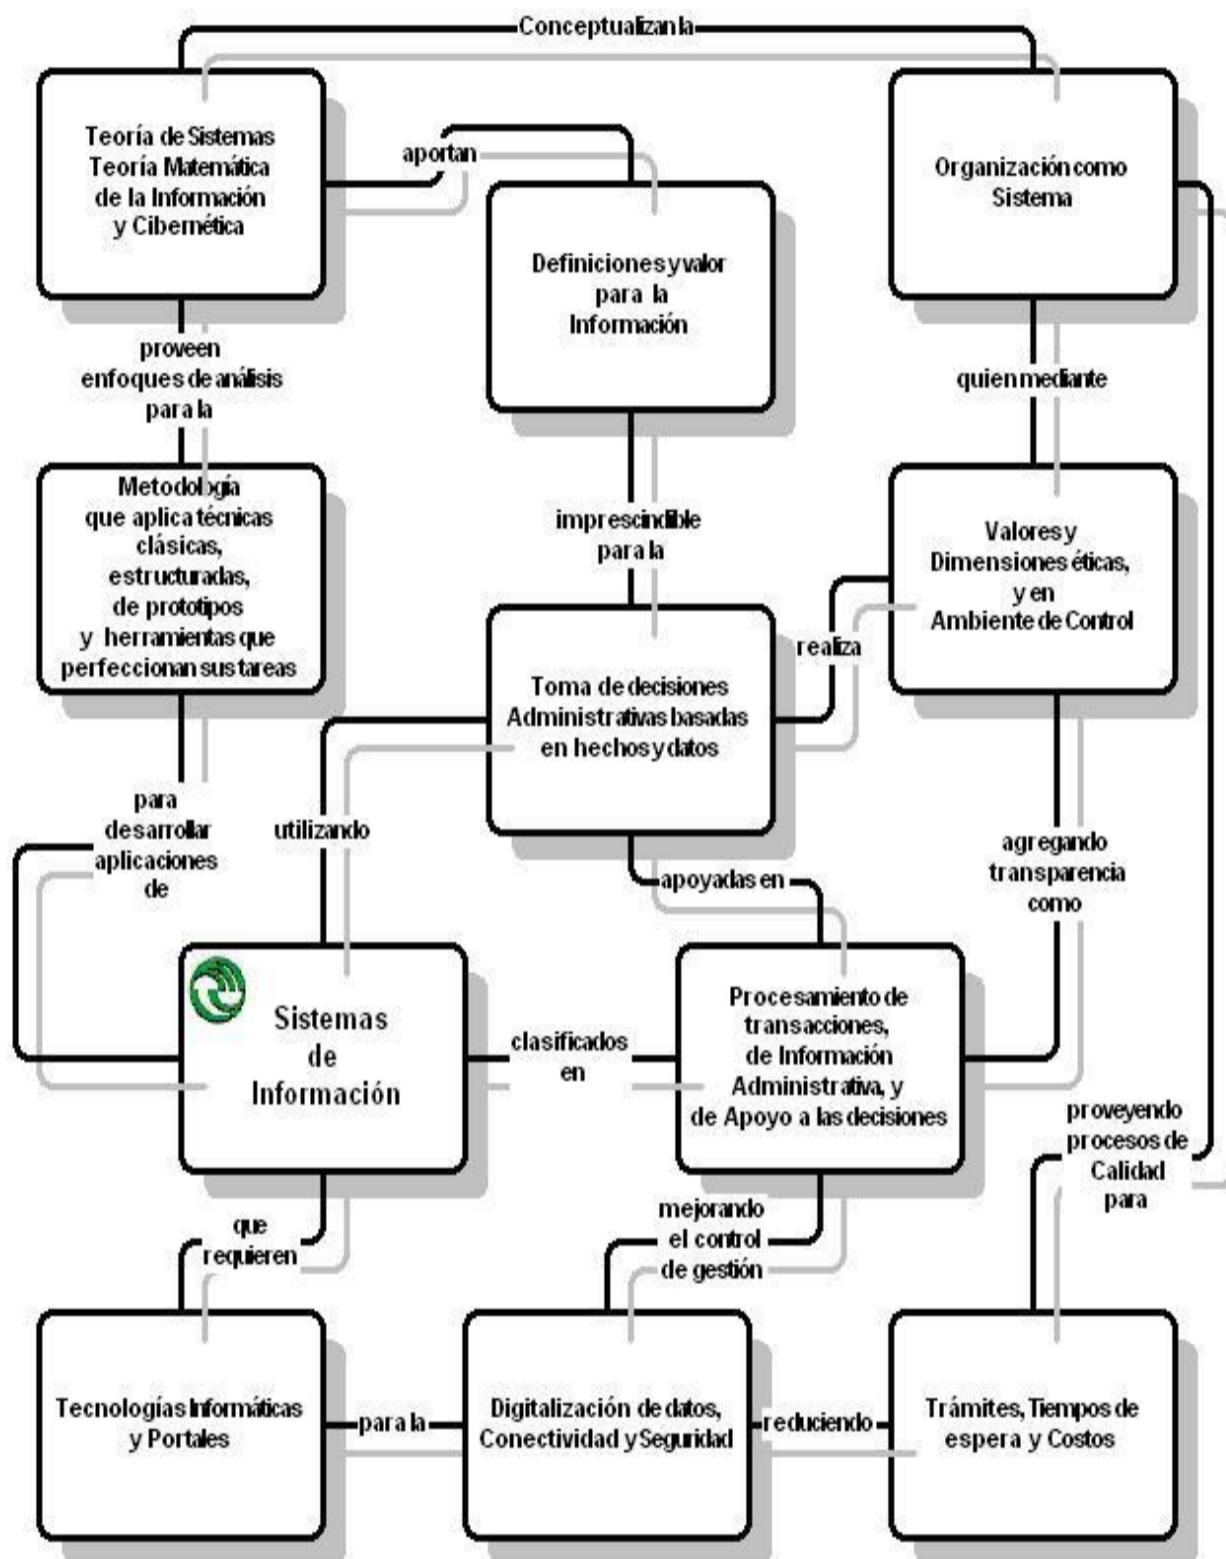 Conceptualizan la
Teoría de Sistemas
Teoría Matemática
de la Información
y Cibernética
aportan
Definiciones y valor
para la
Información
Organización como
Sistema
proveen
enfoques de análisis
para la
quien mediante
Metodología
que aplica técnicas
clásicas,
estructuradas,
de prototipos
y herramientas que
perfeccionan sus tareas
imprescindible
para la
Valores y
Dimensiones éticas,
y en
Ambiente de Control
realiza
Toma de decisiones
Administrativas basadas
en hechos y datos
para
desarrollar
aplicaciones
de
utilizando
apoyadas en
agregando
transparencia
como
Sistemas
de
Información
clasificados
en
Procesamiento de
transacciones,
de Información
Administrativa, y
de Apoyo a las decisiones
proveyendo
procesos de
Calidad
para
que
requieren
mejorando
el control
de gestión
Tecnologías Informáticas
y Portales
para la
Digitalización de datos,
Conectividad y Seguridad
reduciendo
Trámites, Tiempos de
espera y Costos